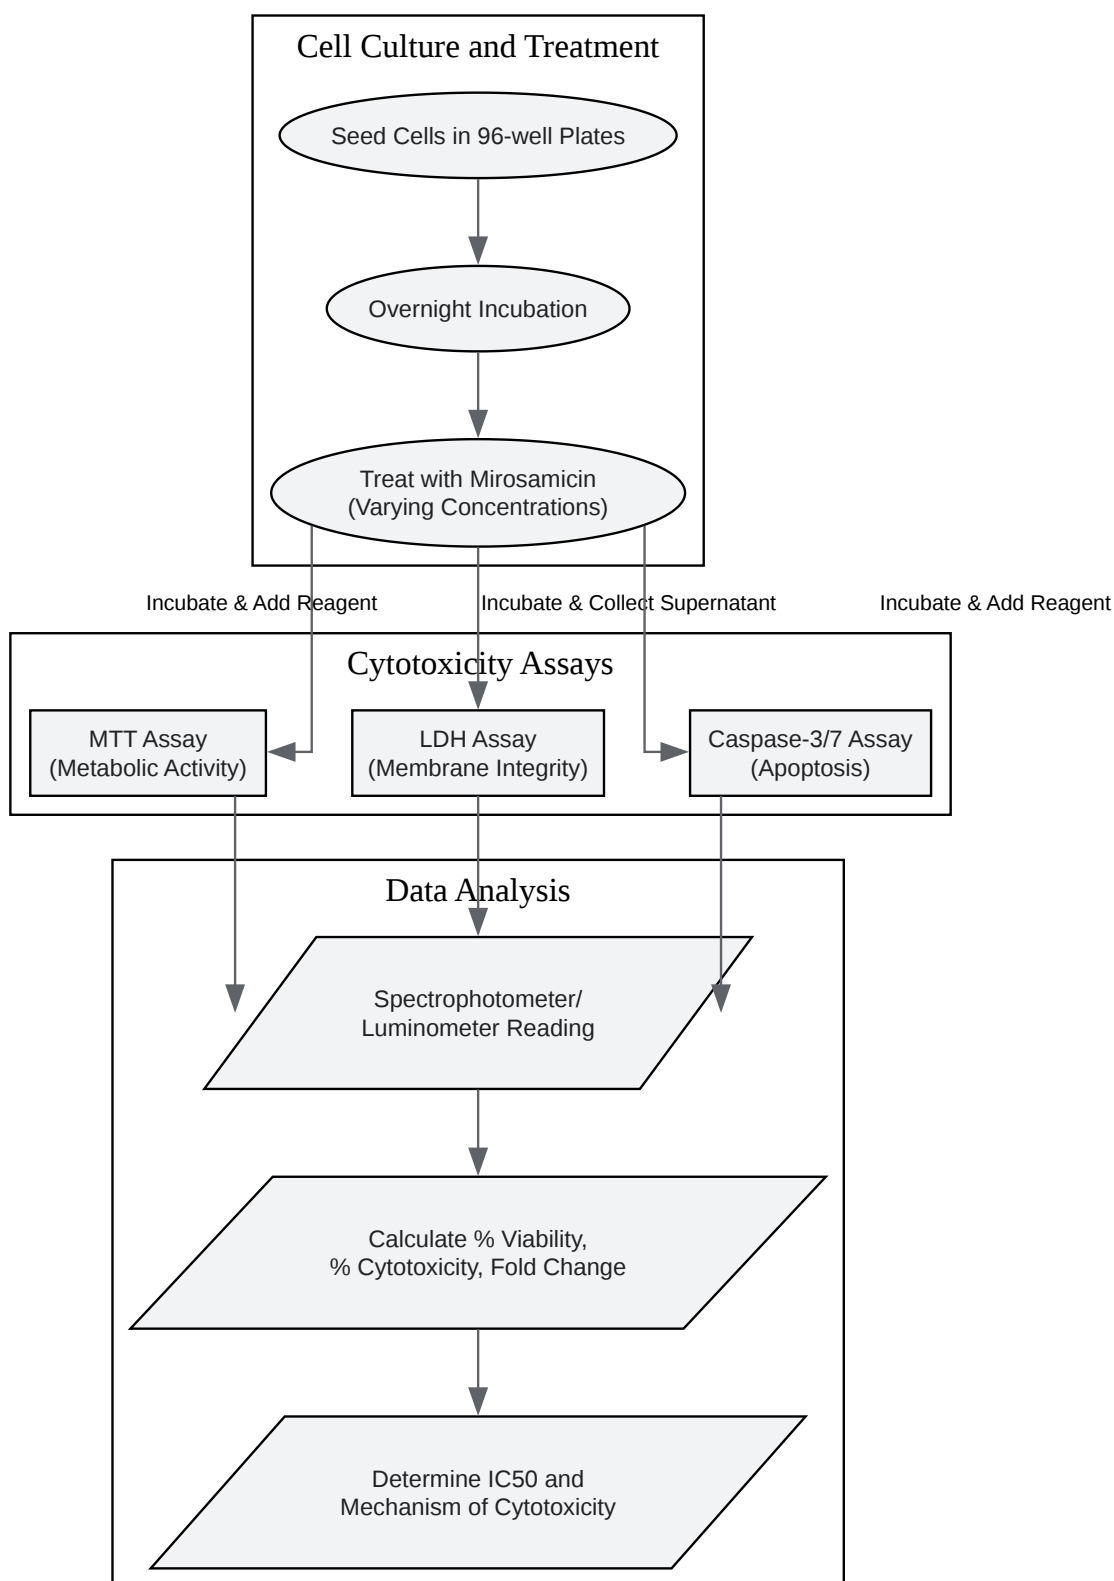 Cell Culture and Treatment
Seed Cells in 96-well Plates
Overnight Incubation
Treat with Mirosamicin
(Varying Concentrations)
Incubate & Add Reagent
Incubate & Collect Supernatant
Incubate & Add Reagent
Cytotoxicity Assays
MTT Assay
(Metabolic Activity)
LDH Assay
(Membrane Integrity)
Caspase-3/7 Assay
(Apoptosis)
Data Analysis
Spectrophotometer/
Luminometer Reading
Calculate % Viability,
% Cytotoxicity, Fold Change
Determine IC50 and
Mechanism of Cytotoxicity